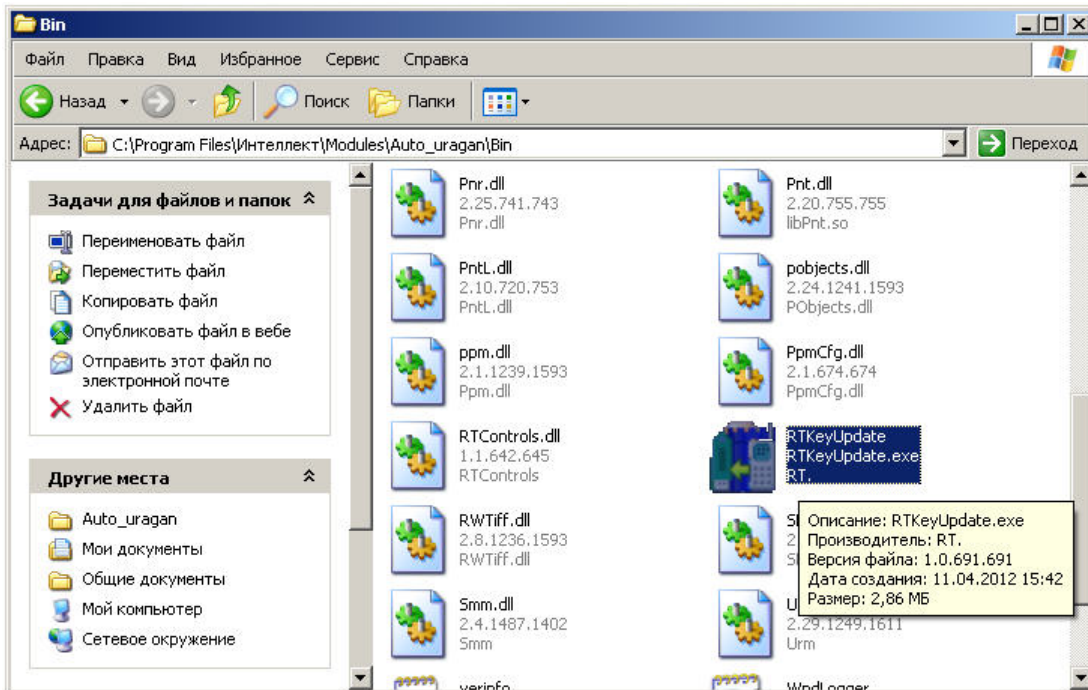 Bin
Файл Правка Вид Избранное Сервис Справка
Назад Поиск Папки
Адрес: C:\Program Files\Интеллект\Modules\Auto_uragan\Bin Переход
Задачи для файлов и папок
Переименовать файл
Переместить файл
Копировать файл
Опубликовать файл в вебе
Отправить этот файл по
электронной почте
Удалить файл
Другие места
Auto_uragan
Мои документы
Общие документы
Мой компьютер
Сетевое окружение
Pnr.dll
2.25.741.743
Pnr.dll
Pnt.dll
2.20.755.755
libPnt.so
PntL.dll
2.10.720.753
PntL.dll
pobjects.dll
2.24.1241.1593
PObjects.dll
ppm.dll
2.1.1239.1593
Ppm.dll
PpmCfg.dll
2.1.674.674
PpmCfg.dll
RTControls.dll
1.1.642.645
RTControls
RTKeyUpdate
RTKeyUpdate.exe
RT.
RWTiff.dll
2.8.1236.1593
RWTiff.dll
Описание: RTKeyUpdate.exe
Производитель: RT.
Версия файла: 1.0.691.691
Дата создания: 11.04.2012 15:42
Размер: 2,86 МБ
Smm.dll
2.4.1487.1402
Smm
2.29.1249.1611
Urm
verinfo
WndLogger